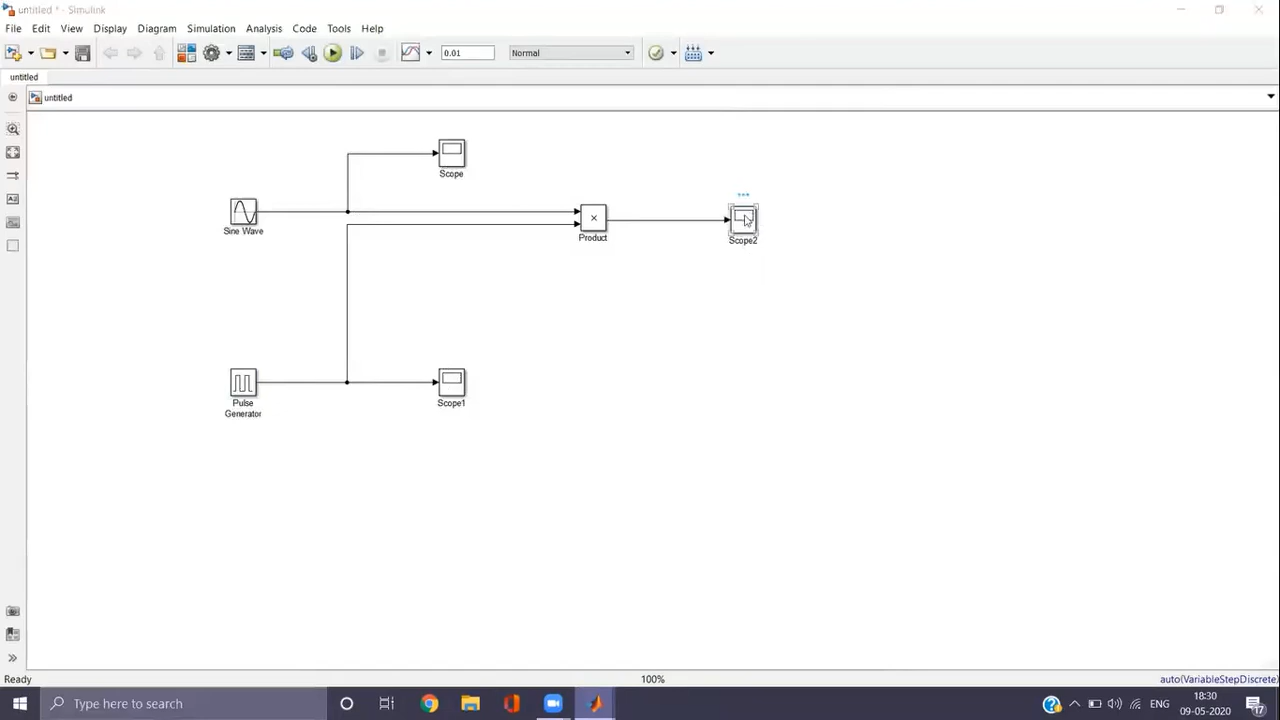 untitled * - Simulink
File Edit View Display Diagram Simulation Analysis Code Tools Help
0.01 Normal
untitled
untitled
Scope
Sine Wave
×
Product
Scope2
Pulse
Generator
Scope1
Ready 100% auto(VariableStepDiscrete)
Type here to search
ENG
18:30
09-05-2020
17